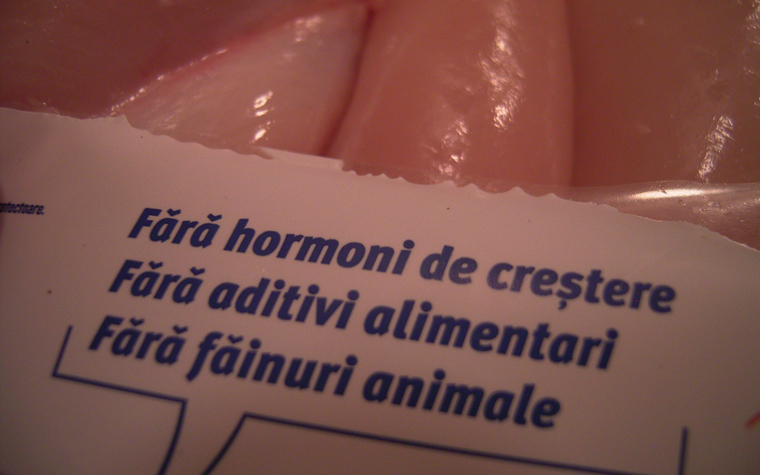 Fără hormoni de creștere
Fără aditivi alimentari
Fără făinuri animale